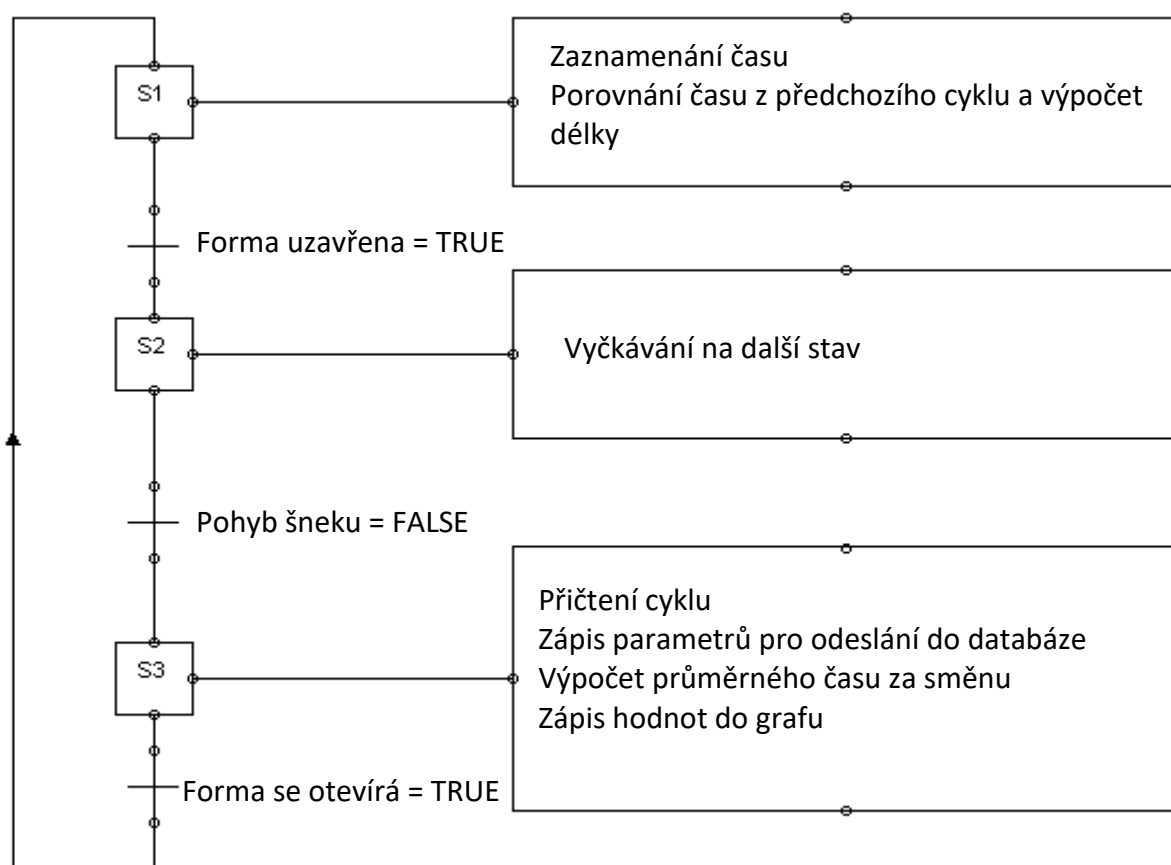 S1
Zaznamenání času
Porovnání času z předchozího cyklu a výpočet
délky
Forma uzavřena = TRUE
S2
Vyčkávání na další stav
Pohyb šneku = FALSE
S3
Přičtení cyklu
Zápis parametrů pro odeslání do databáze
Výpočet průměrného času za směnu
Zápis hodnot do grafu
Forma se otevírá = TRUE